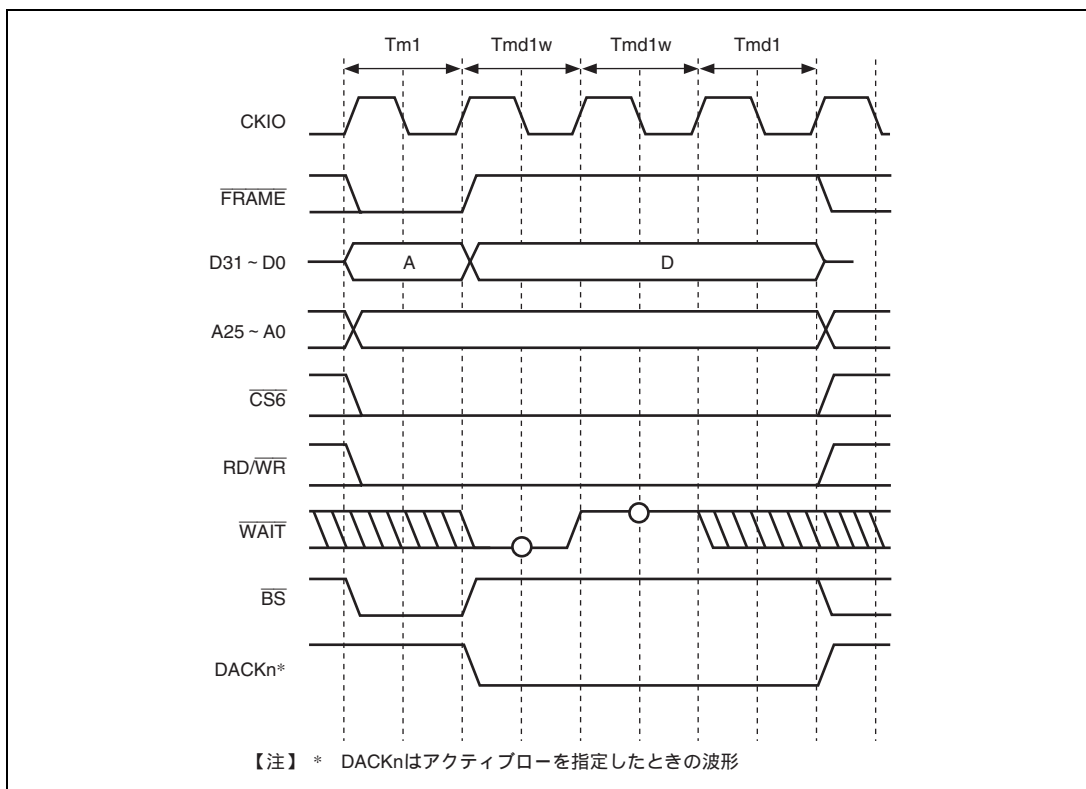 Tm1 Tmd1w Tmd1w Tmd1
CKIO
FRAME
D31 ~ D0 A D
A25 ~ A0
CS6
RD/WR
WAIT
BS
DACKn*
【注】 * DACKnはアクティブローを指定したときの波形